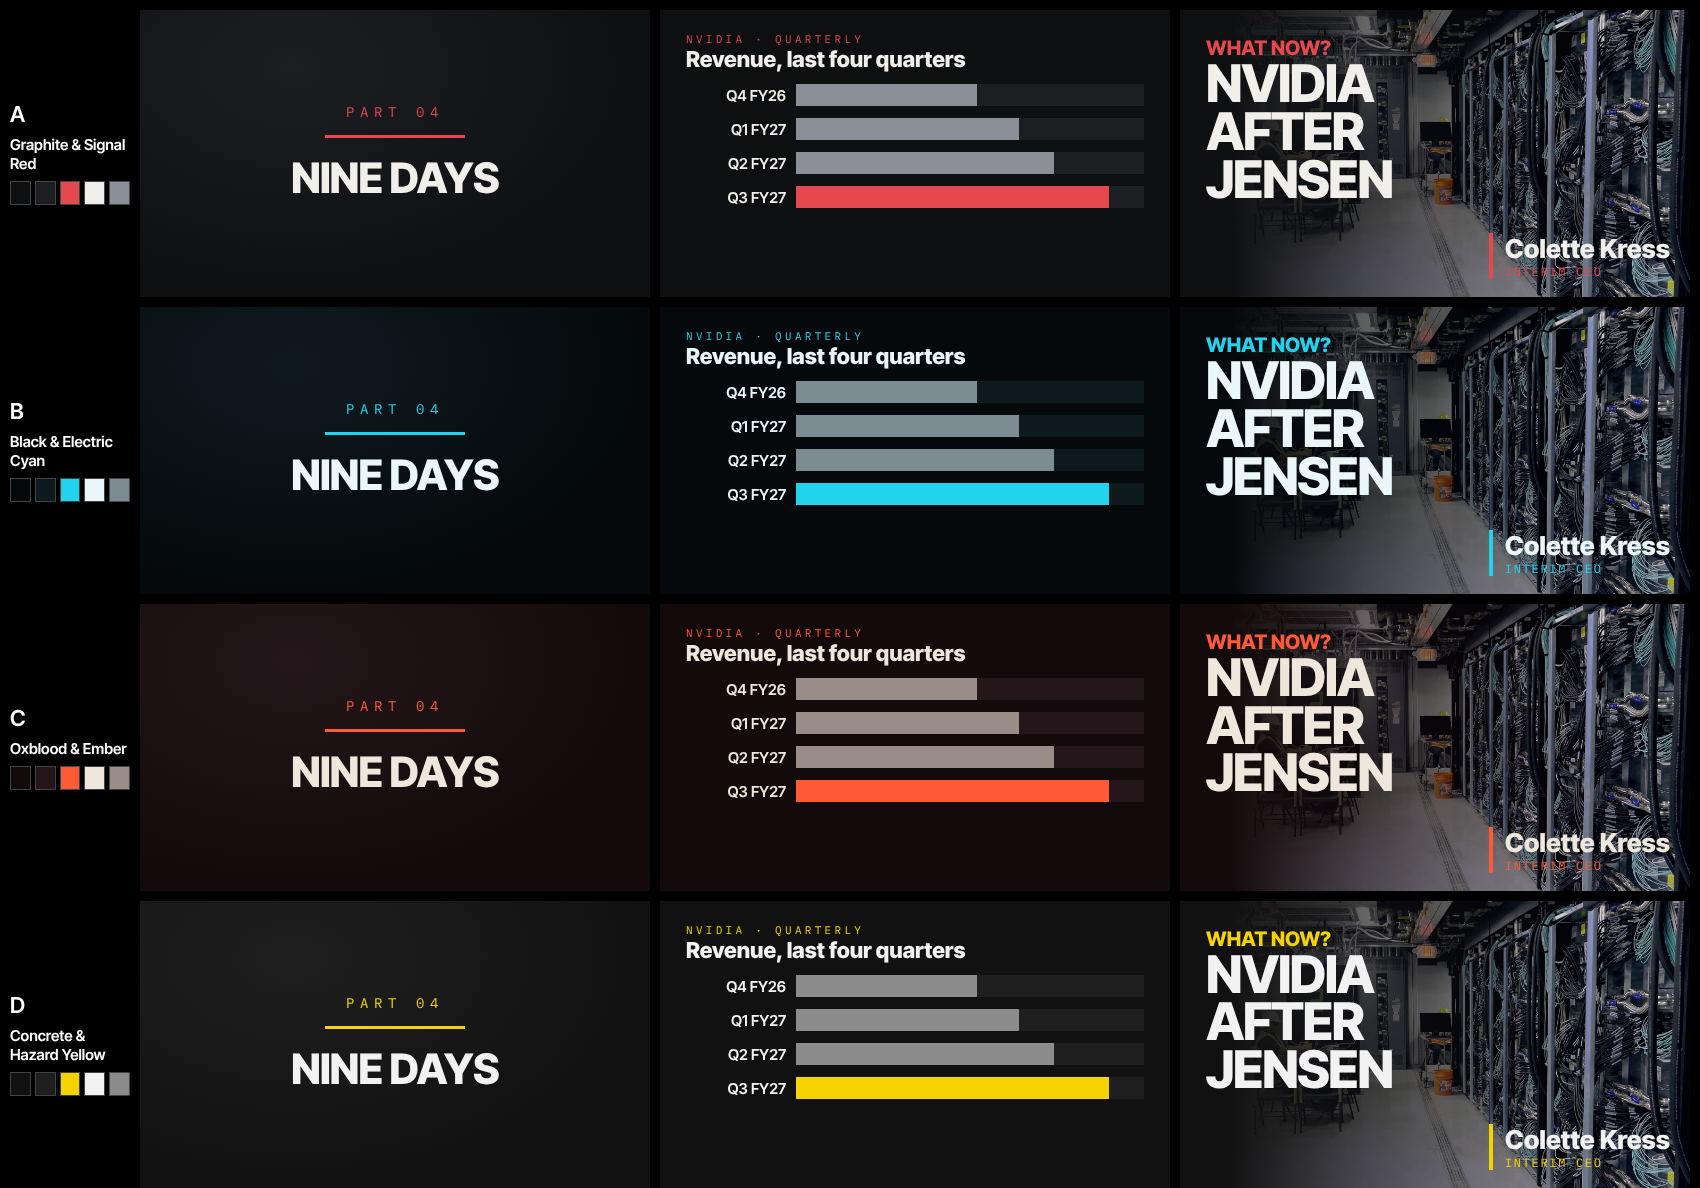 A
Graphite & Signal
Red
PART 04
NINE DAYS
NVIDIA · QUARTERLY
Revenue, last four quarters
Q4 FY26
Q1 FY27
Q2 FY27
Q3 FY27
WHAT NOW?
NVIDIA
AFTER
JENSEN
Colette Kress
INTERIM CEO
B
Black & Electric
Cyan
PART 04
NINE DAYS
NVIDIA · QUARTERLY
Revenue, last four quarters
Q4 FY26
Q1 FY27
Q2 FY27
Q3 FY27
WHAT NOW?
NVIDIA
AFTER
JENSEN
Colette Kress
INTERIM CEO
C
Oxblood & Ember
PART 04
NINE DAYS
NVIDIA · QUARTERLY
Revenue, last four quarters
Q4 FY26
Q1 FY27
Q2 FY27
Q3 FY27
WHAT NOW?
NVIDIA
AFTER
JENSEN
Colette Kress
INTERIM CEO
D
Concrete &
Hazard Yellow
PART 04
NINE DAYS
NVIDIA · QUARTERLY
Revenue, last four quarters
Q4 FY26
Q1 FY27
Q2 FY27
Q3 FY27
WHAT NOW?
NVIDIA
AFTER
JENSEN
Colette Kress
INTERIM CEO